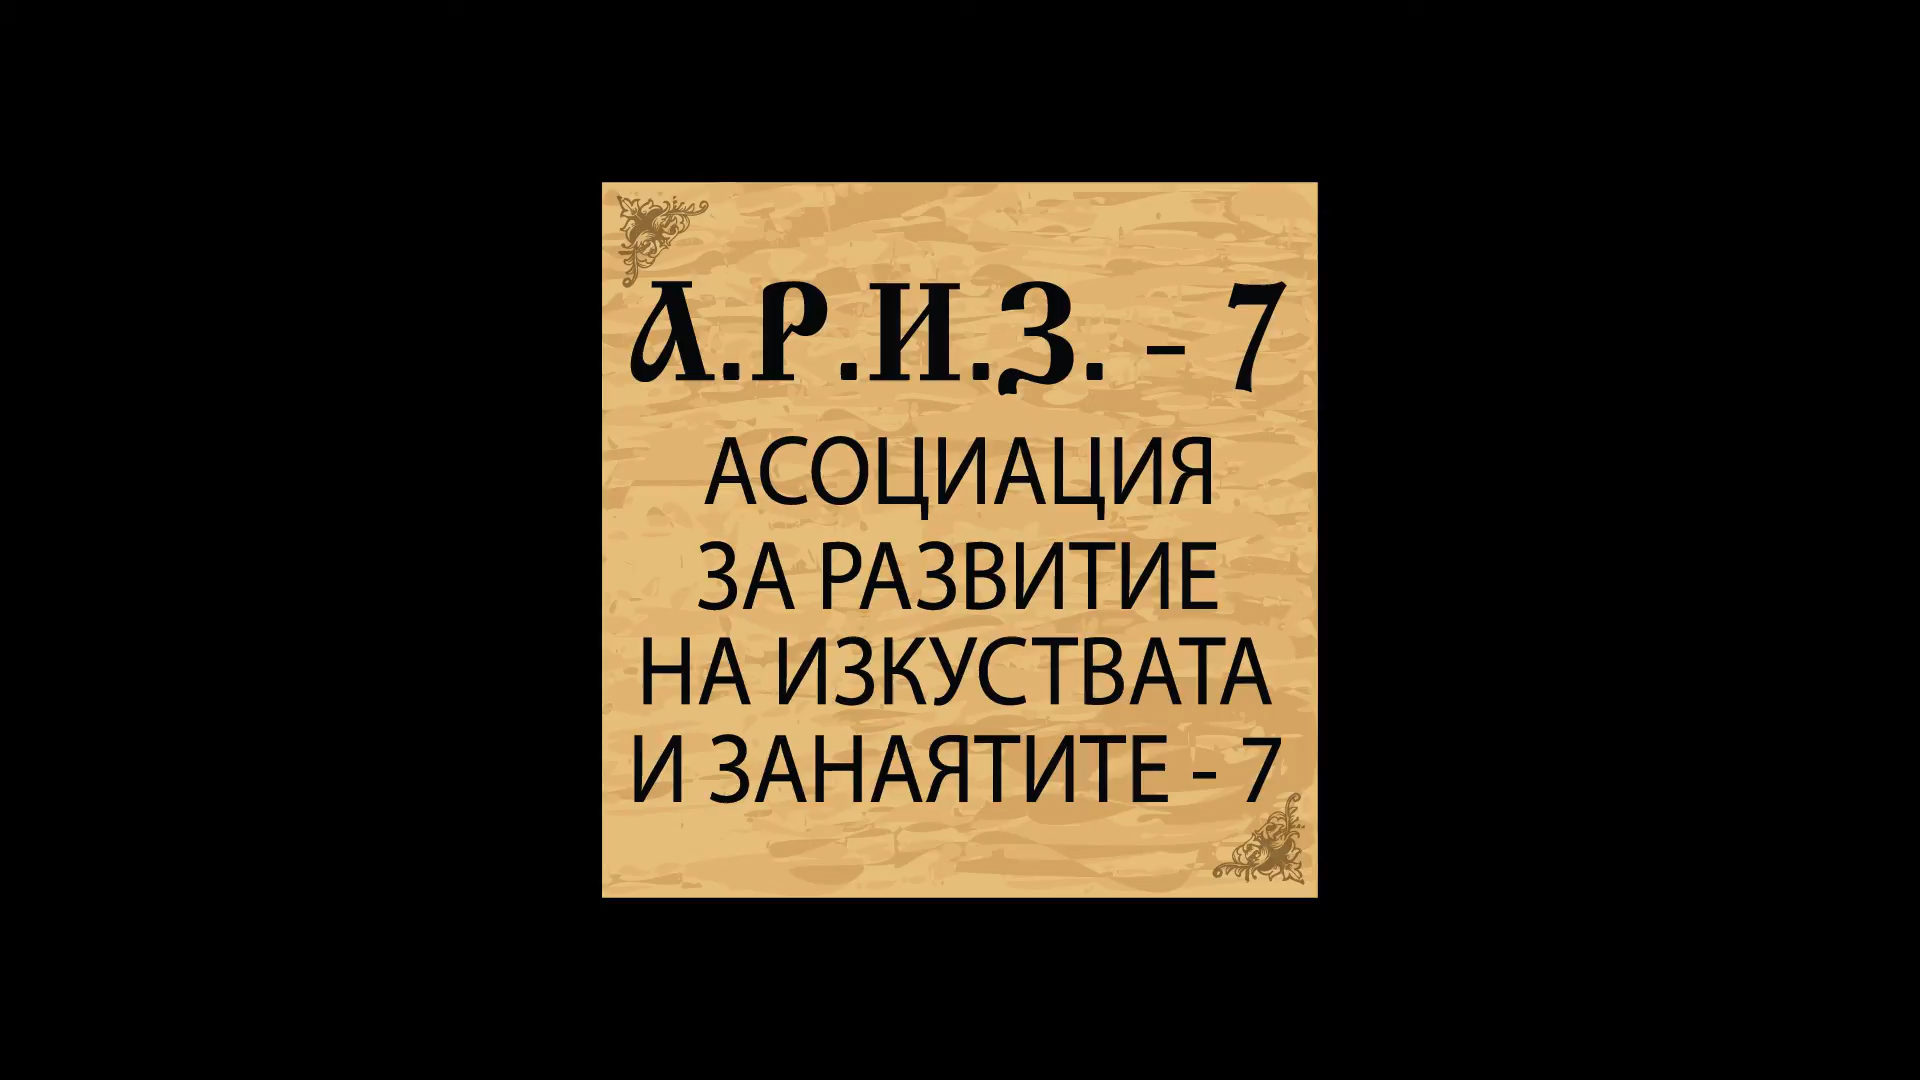 А.Р.И.З. - 7
АСОЦИАЦИЯ
ЗА РАЗВИТИЕ
НА ИЗКУСТВАТА
И ЗАНАЯТИТЕ - 7